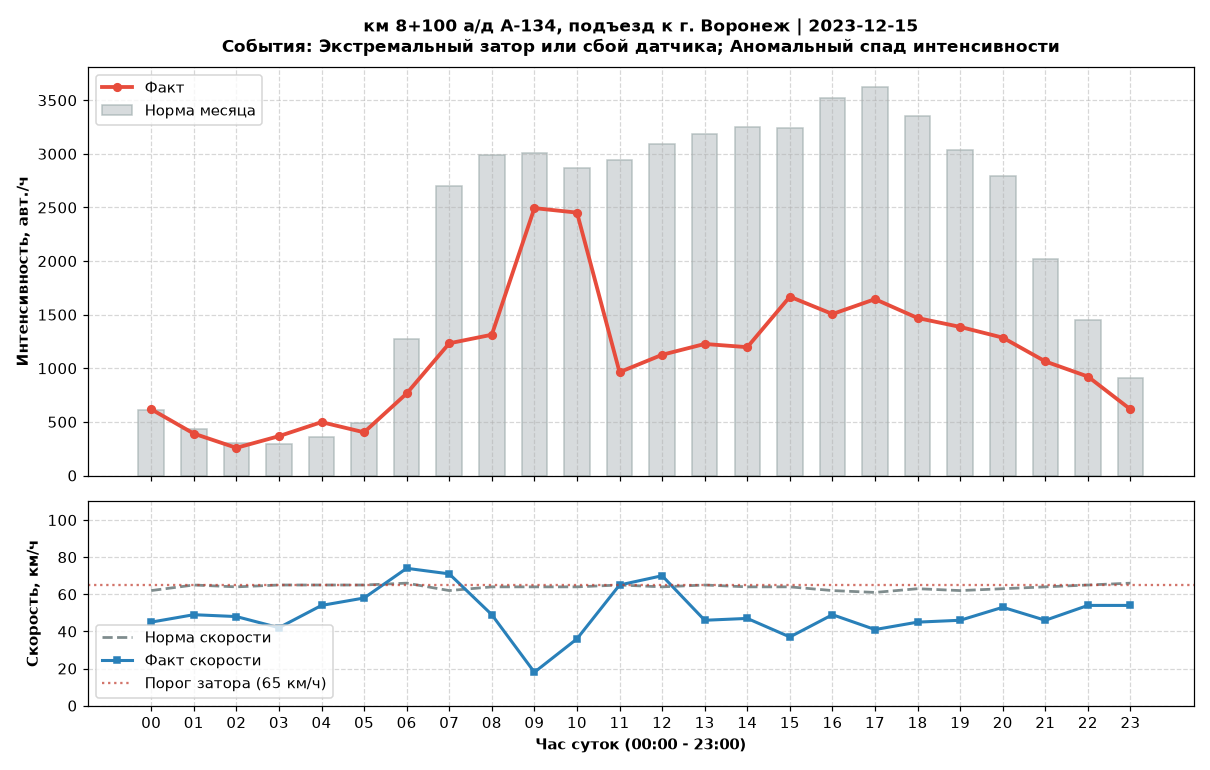 км 8+100 а/д А-134, подъезд к г. Воронеж | 2023-12-15
События: Экстремальный затор или сбой датчика; Аномальный спад интенсивности
Интенсивность, авт./ч
3500
3000
2500
2000
1500
1000
500
0
Факт
Норма месяца
Скорость, км/ч
100
80
60
40
20
0
Норма скорости
Факт скорости
Порог затора (65 км/ч)
00 01 02 03 04 05 06 07 08 09 10 11 12 13 14 15 16 17 18 19 20 21 22 23
Час суток (00:00 - 23:00)